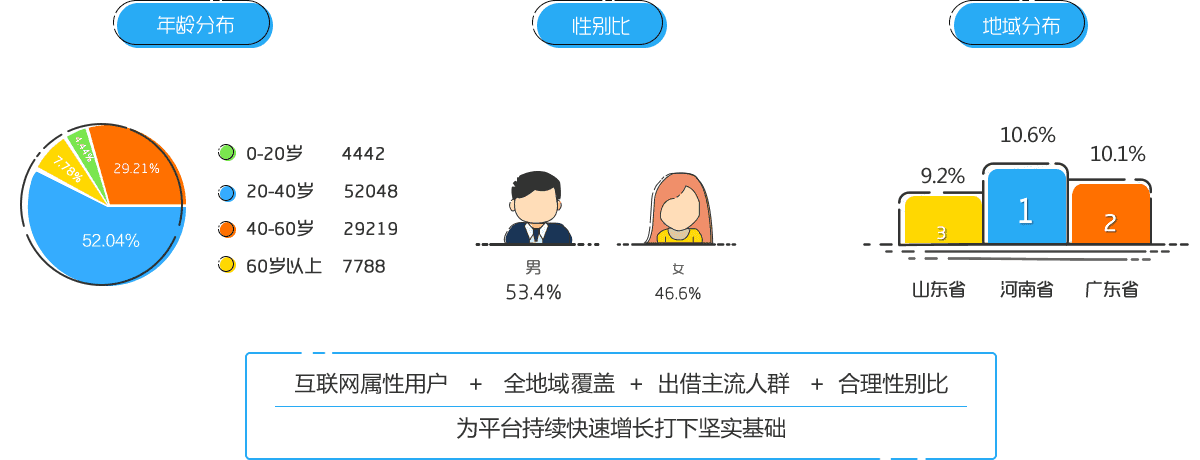 年龄分布
4.44%
7.78%
29.21%
52.04%
0-20岁 4442
20-40岁 52048
40-60岁 29219
60岁以上 7788
性别比
男 女
53.4% 46.6%
地域分布
9.2% 10.6% 10.1%
3 1 2
山东省 河南省 广东省
互联网属性用户 + 全地域覆盖 + 出借主流人群 + 合理性别比
为平台持续快速增长打下坚实基础